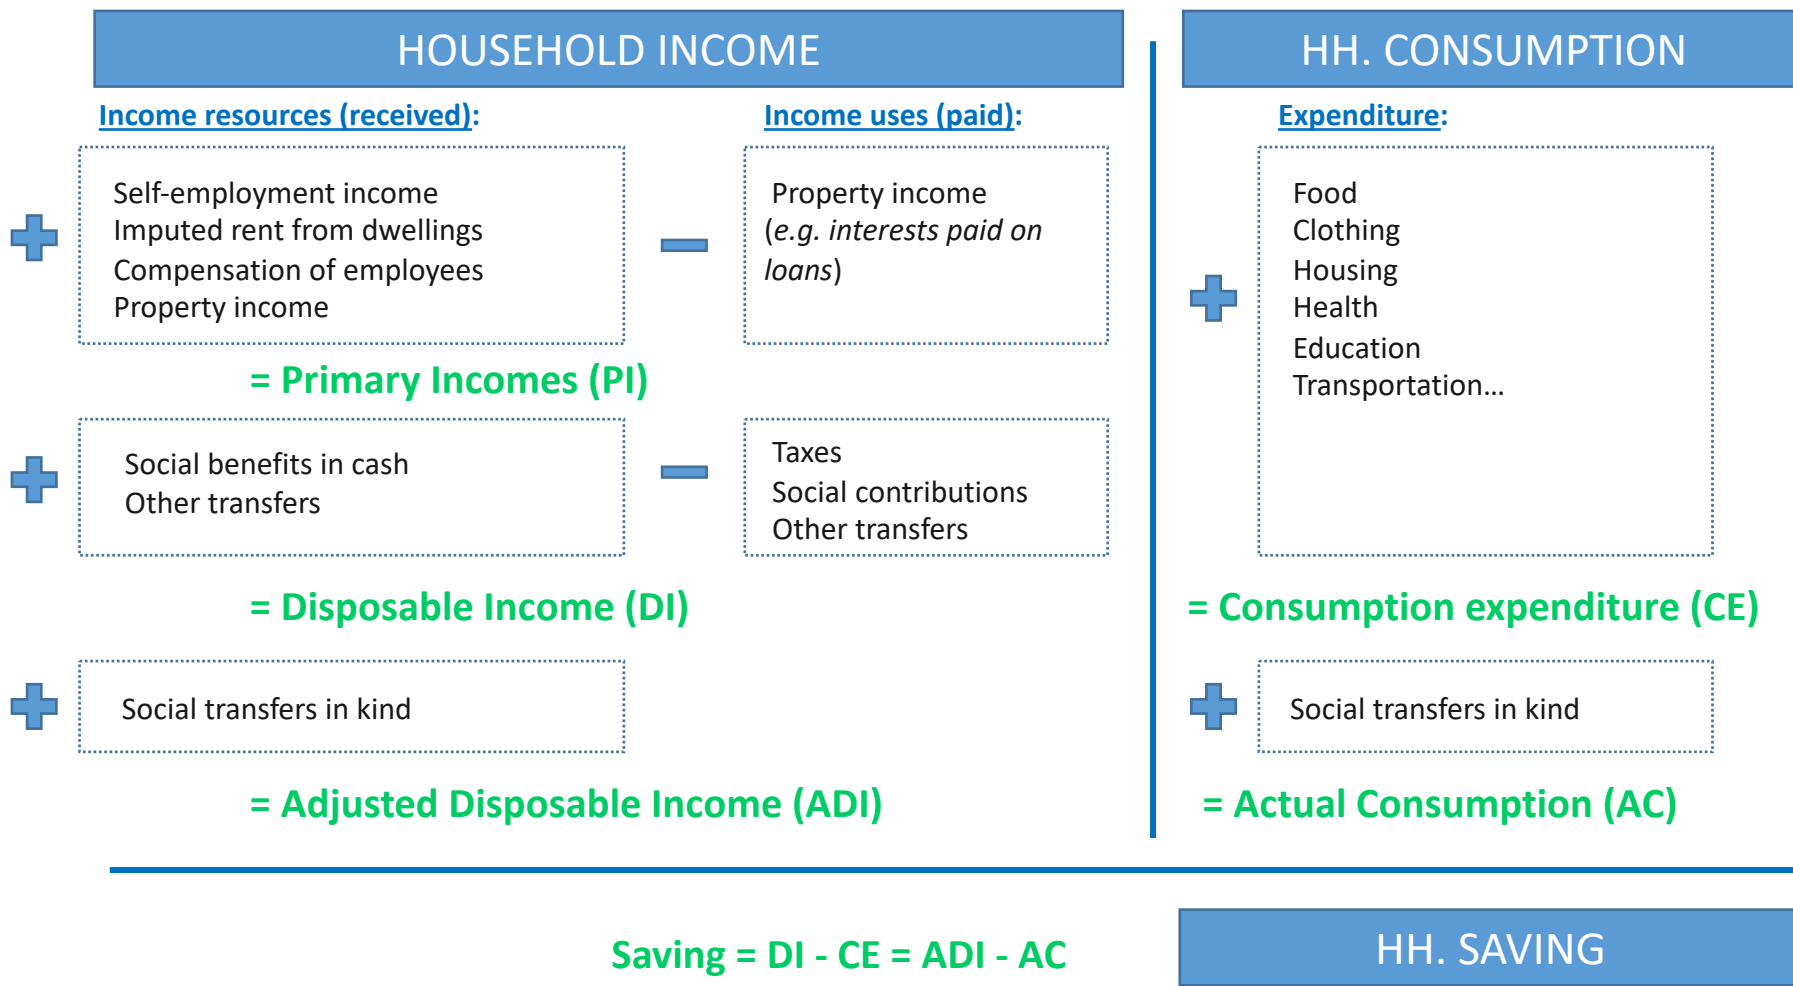 HOUSEHOLD INCOME
HH. CONSUMPTION
Income resources (received):
Income uses (paid):
Expenditure:
Self-employment income
Imputed rent from dwellings
Compensation of employees
Property income
Property income
(e.g. interests paid on
loans)
Food
Clothing
Housing
Health
Education
Transportation…
= Primary Incomes (PI)
Social benefits in cash
Other transfers
Taxes
Social contributions
Other transfers
= Disposable Income (DI)
= Consumption expenditure (CE)
Social transfers in kind
Social transfers in kind
= Adjusted Disposable Income (ADI)
= Actual Consumption (AC)
Saving = DI - CE = ADI - AC
HH. SAVING